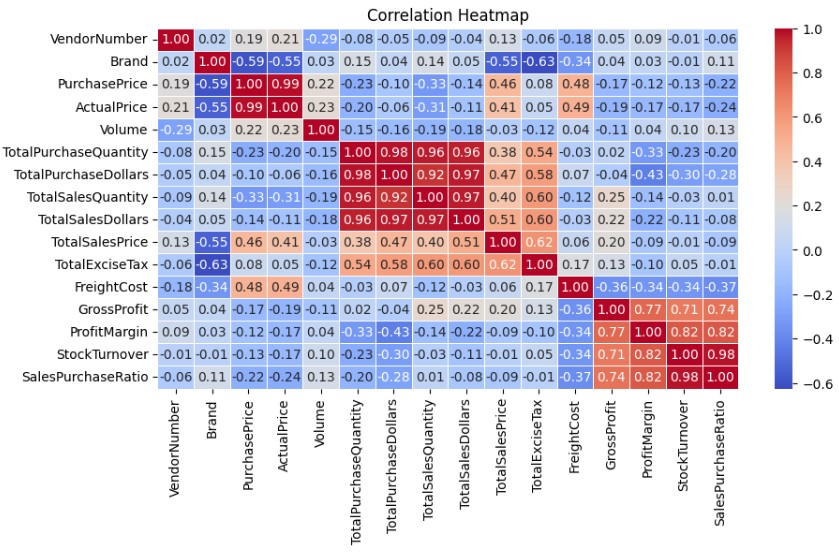 Correlation Heatmap
VendorNumber 1.00 0.02 0.19 0.21 -0.29 -0.08 -0.05 -0.09 -0.04 0.13 -0.06 -0.18 0.05 0.09 -0.01 -0.06
Brand 0.02 1.00 -0.59 -0.55 0.03 0.15 0.04 0.14 0.05 -0.55 -0.63 -0.34 0.04 0.03 -0.01 0.11
PurchasePrice 0.19 -0.59 1.00 0.99 0.22 -0.23 -0.10 -0.33 -0.14 0.46 0.08 0.48 -0.17 -0.12 -0.13 -0.22
ActualPrice 0.21 -0.55 0.99 1.00 0.23 -0.20 -0.06 -0.31 -0.11 0.41 0.05 0.49 -0.19 -0.17 -0.17 -0.24
Volume -0.29 0.03 0.22 0.23 1.00 -0.15 -0.16 -0.19 -0.18 -0.03 -0.12 0.04 -0.11 0.04 0.10 0.13
TotalPurchaseQuantity -0.08 0.15 -0.23 -0.20 -0.15 1.00 0.98 0.96 0.96 0.38 0.54 -0.03 0.02 -0.33 -0.23 -0.20
TotalPurchaseDollars -0.05 0.04 -0.10 -0.06 -0.16 0.98 1.00 0.92 0.97 0.47 0.58 0.07 -0.04 -0.43 -0.30 -0.28
TotalSalesQuantity -0.09 0.14 -0.33 -0.31 -0.19 0.96 0.92 1.00 0.97 0.40 0.60 -0.12 0.25 -0.14 -0.03 0.01
TotalSalesDollars -0.04 0.05 -0.14 -0.11 -0.18 0.96 0.97 0.97 1.00 0.51 0.60 -0.03 0.22 -0.22 -0.11 -0.08
TotalSalesPrice 0.13 -0.55 0.46 0.41 -0.03 0.38 0.47 0.40 0.51 1.00 0.62 0.06 0.20 -0.09 -0.01 -0.09
TotalExciseTax -0.06 -0.63 0.08 0.05 -0.12 0.54 0.58 0.60 0.60 0.62 1.00 0.17 0.13 -0.10 0.05 -0.01
FreightCost -0.18 -0.34 0.48 0.49 0.04 -0.03 0.07 -0.12 -0.03 0.06 0.17 1.00 -0.36 -0.34 -0.34 -0.37
GrossProfit 0.05 0.04 -0.17 -0.19 -0.11 0.02 -0.04 0.25 0.22 0.20 0.13 -0.36 1.00 0.77 0.71 0.74
ProfitMargin 0.09 0.03 -0.12 -0.17 0.04 -0.33 -0.43 -0.14 -0.22 -0.09 -0.10 -0.34 0.77 1.00 0.82 0.82
StockTurnover -0.01 -0.01 -0.13 -0.17 0.10 -0.23 -0.30 -0.03 -0.11 -0.01 0.05 -0.34 0.71 0.82 1.00 0.98
SalesPurchaseRatio -0.06 0.11 -0.22 -0.24 0.13 -0.20 -0.28 0.01 -0.08 -0.09 -0.01 -0.37 0.74 0.82 0.98 1.00
VendorNumber
Brand
PurchasePrice
ActualPrice
Volume
TotalPurchaseQuantity
TotalPurchaseDollars
TotalSalesQuantity
TotalSalesDollars
TotalSalesPrice
TotalExciseTax
FreightCost
GrossProfit
ProfitMargin
StockTurnover
SalesPurchaseRatio
1.0
0.8
0.6
0.4
0.2
0.0
−0.2
−0.4
−0.6